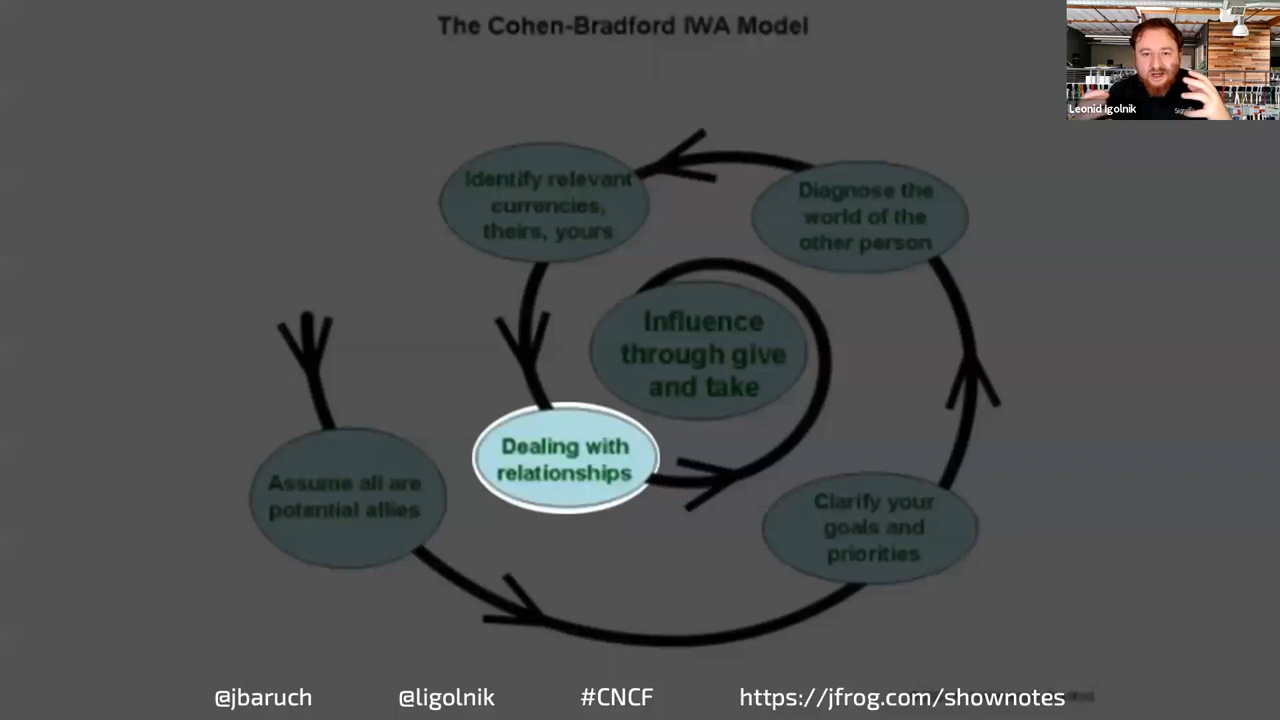 The Cohen-Bradford IWA Model
Leonid Igolnik
Identify relevant
currencies,
theirs, yours
Diagnose the
world of the
other person
Influence
through give
and take
Dealing with
relationships
Assume all are
potential allies
Clarify your
goals and
priorities
@jbaruch
@ligolnik
#CNCF
https://jfrog.com/shownotes